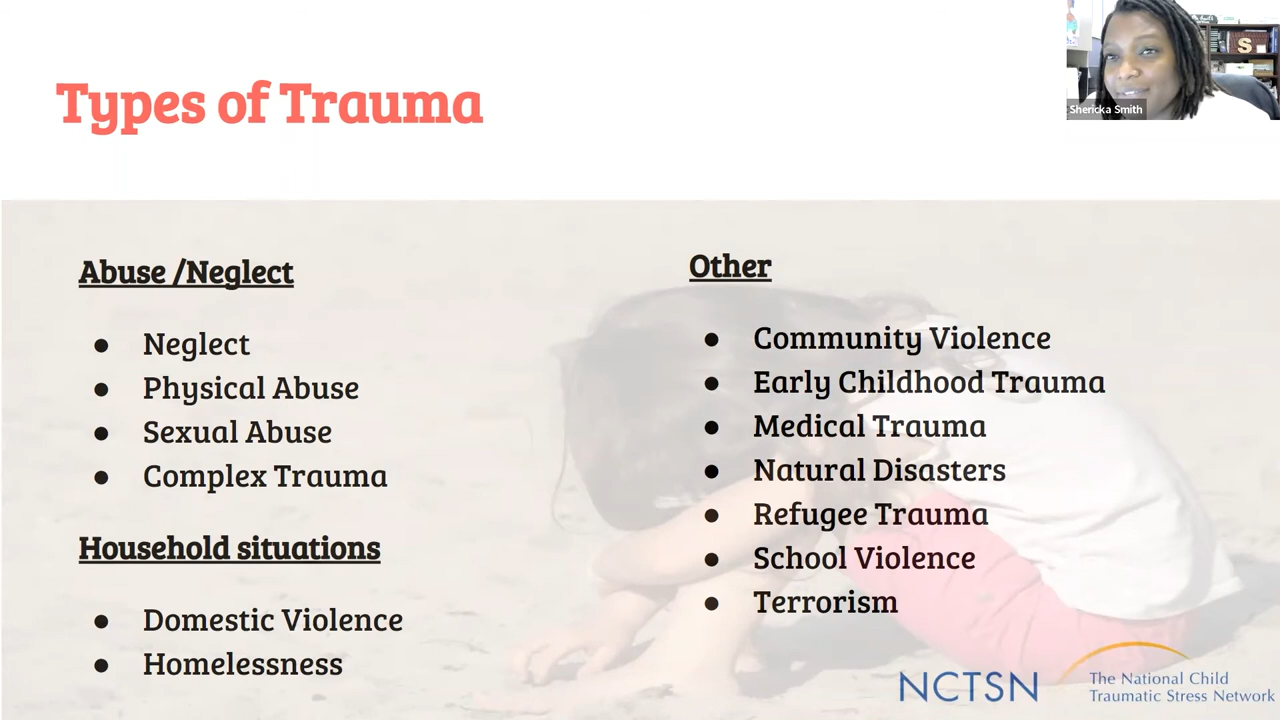 Types of Trauma
Shericka Smith
S
Abuse /Neglect
● Neglect
● Physical Abuse
● Sexual Abuse
● Complex Trauma
Household situations
● Domestic Violence
● Homelessness
Other
● Community Violence
● Early Childhood Trauma
● Medical Trauma
● Natural Disasters
● Refugee Trauma
● School Violence
● Terrorism
NCTSN
The National Child
Traumatic Stress Network